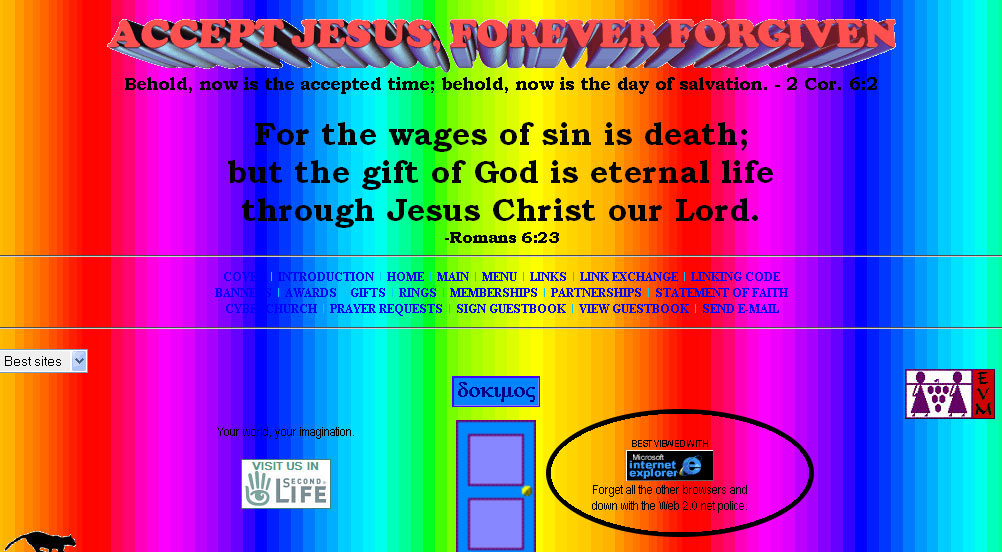 ACCEPT JESUS, FOREVER FORGIVEN
Behold, now is the accepted time; behold, now is the day of salvation. - 2 Cor. 6:2
For the wages of sin is death;
but the gift of God is eternal life
through Jesus Christ our Lord.
-Romans 6:23
COVER | INTRODUCTION | HOME | MAIN | MENU | LINKS | LINK EXCHANGE | LINKING CODE
BANNERS | AWARDS | GIFTS | RINGS | MEMBERSHIPS | PARTNERSHIPS | STATEMENT OF FAITH
CYBER CHURCH | PRAYER REQUESTS | SIGN GUESTBOOK | VIEW GUESTBOOK | SEND E-MAIL
Best sites
δοκιμος
EVM
Your world, your imagination.
VISIT US IN
SECOND
LIFE
BEST VIEWED WITH
Microsoft
internet
explorer
Forget all the other browsers and
down with the Web 2.0 net police...